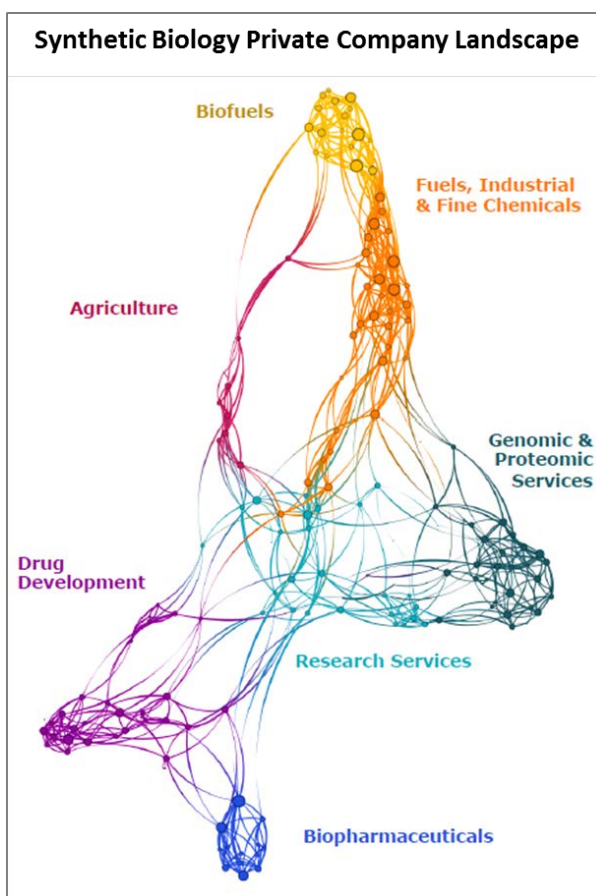 Synthetic Biology Private Company Landscape
Biofuels
Fuels, Industrial
& Fine Chemicals
Agriculture
Genomic &
Proteomic
Services
Drug
Development
Research Services
Biopharmaceuticals